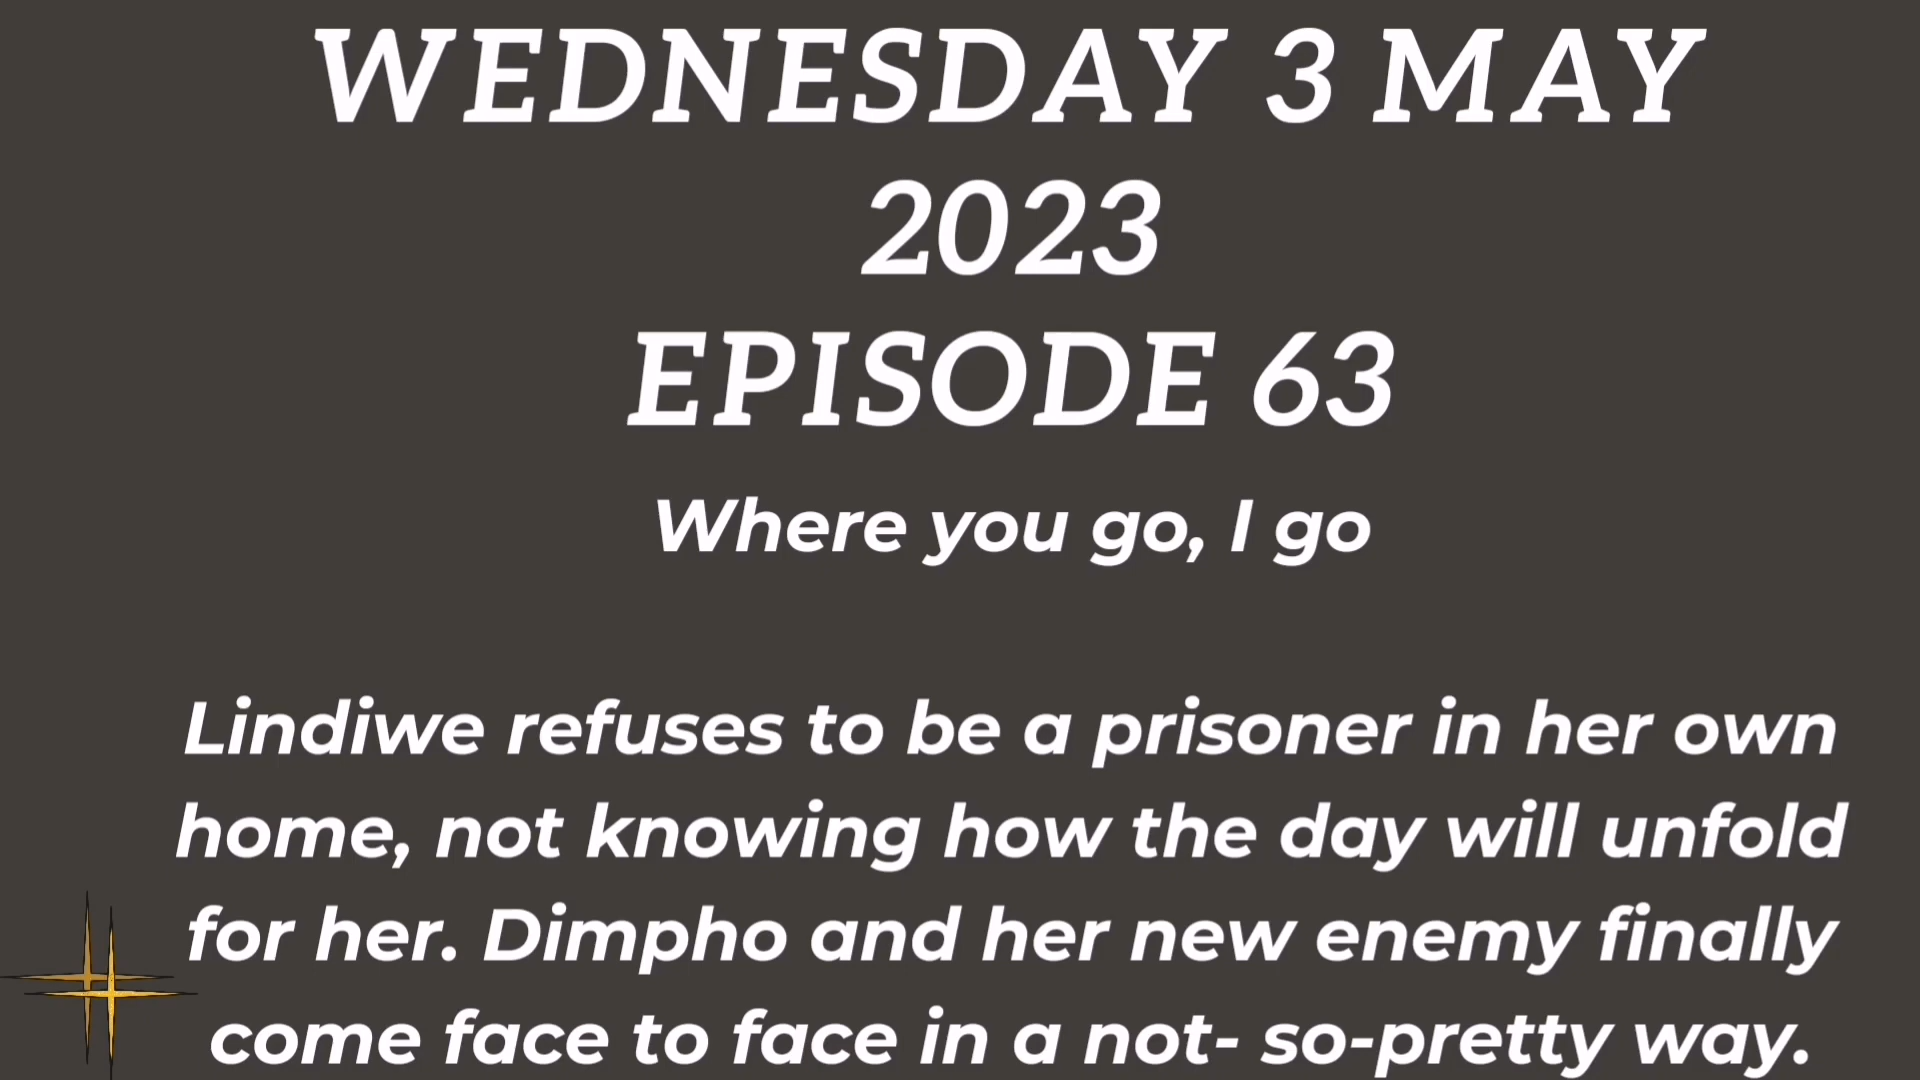 WEDNESDAY 3 MAY
2023
EPISODE 63
Where you go, I go
Lindiwe refuses to be a prisoner in her own
home, not knowing how the day will unfold
for her. Dimpho and her new enemy finally
come face to face in a not- so-pretty way.